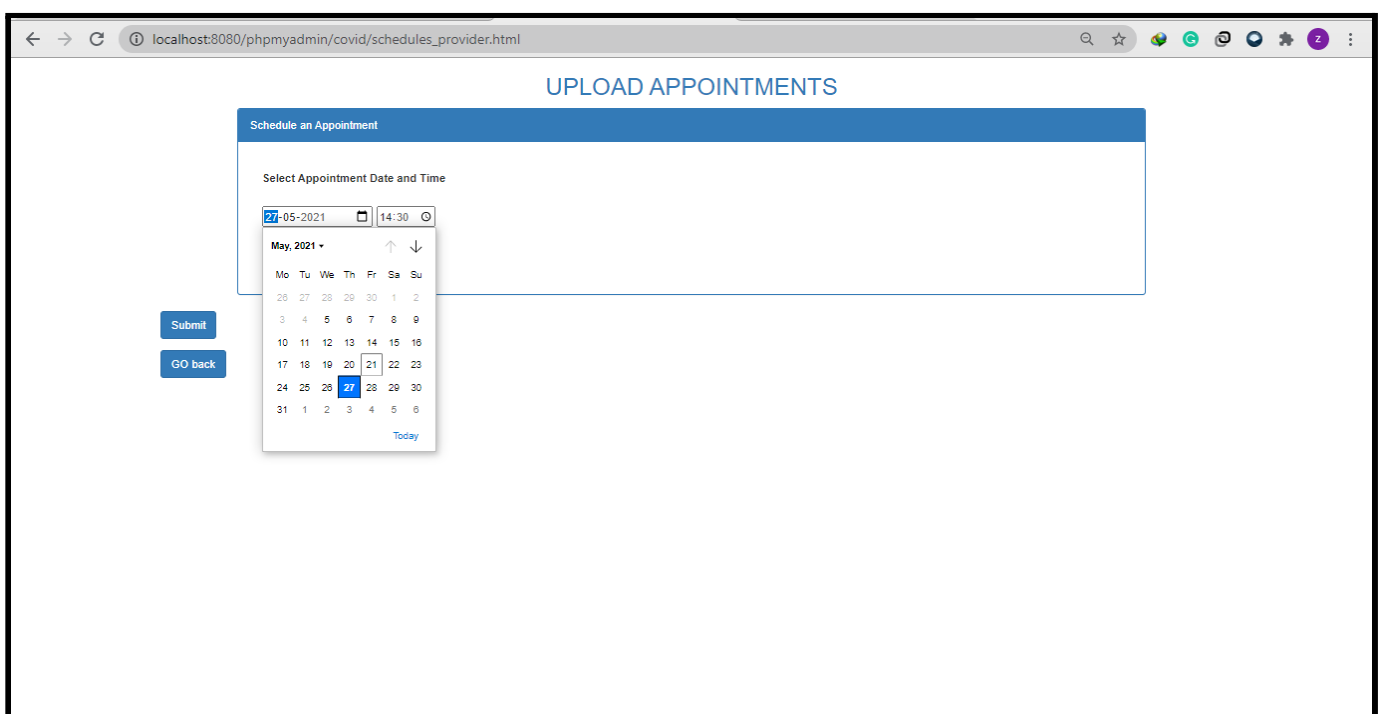 localhost:8080/phpmyadmin/covid/schedules_provider.html
Z
UPLOAD APPOINTMENTS
Schedule an Appointment
Select Appointment Date and Time
27-05-2021 14:30
May, 2021
Mo Tu We Th Fr Sa Su
26 27 28 29 30 1 2
3 4 5 6 7 8 9
10 11 12 13 14 15 16
17 18 19 20 21 22 23
24 25 26 27 28 29 30
31 1 2 3 4 5 6
Today
Submit
GO back